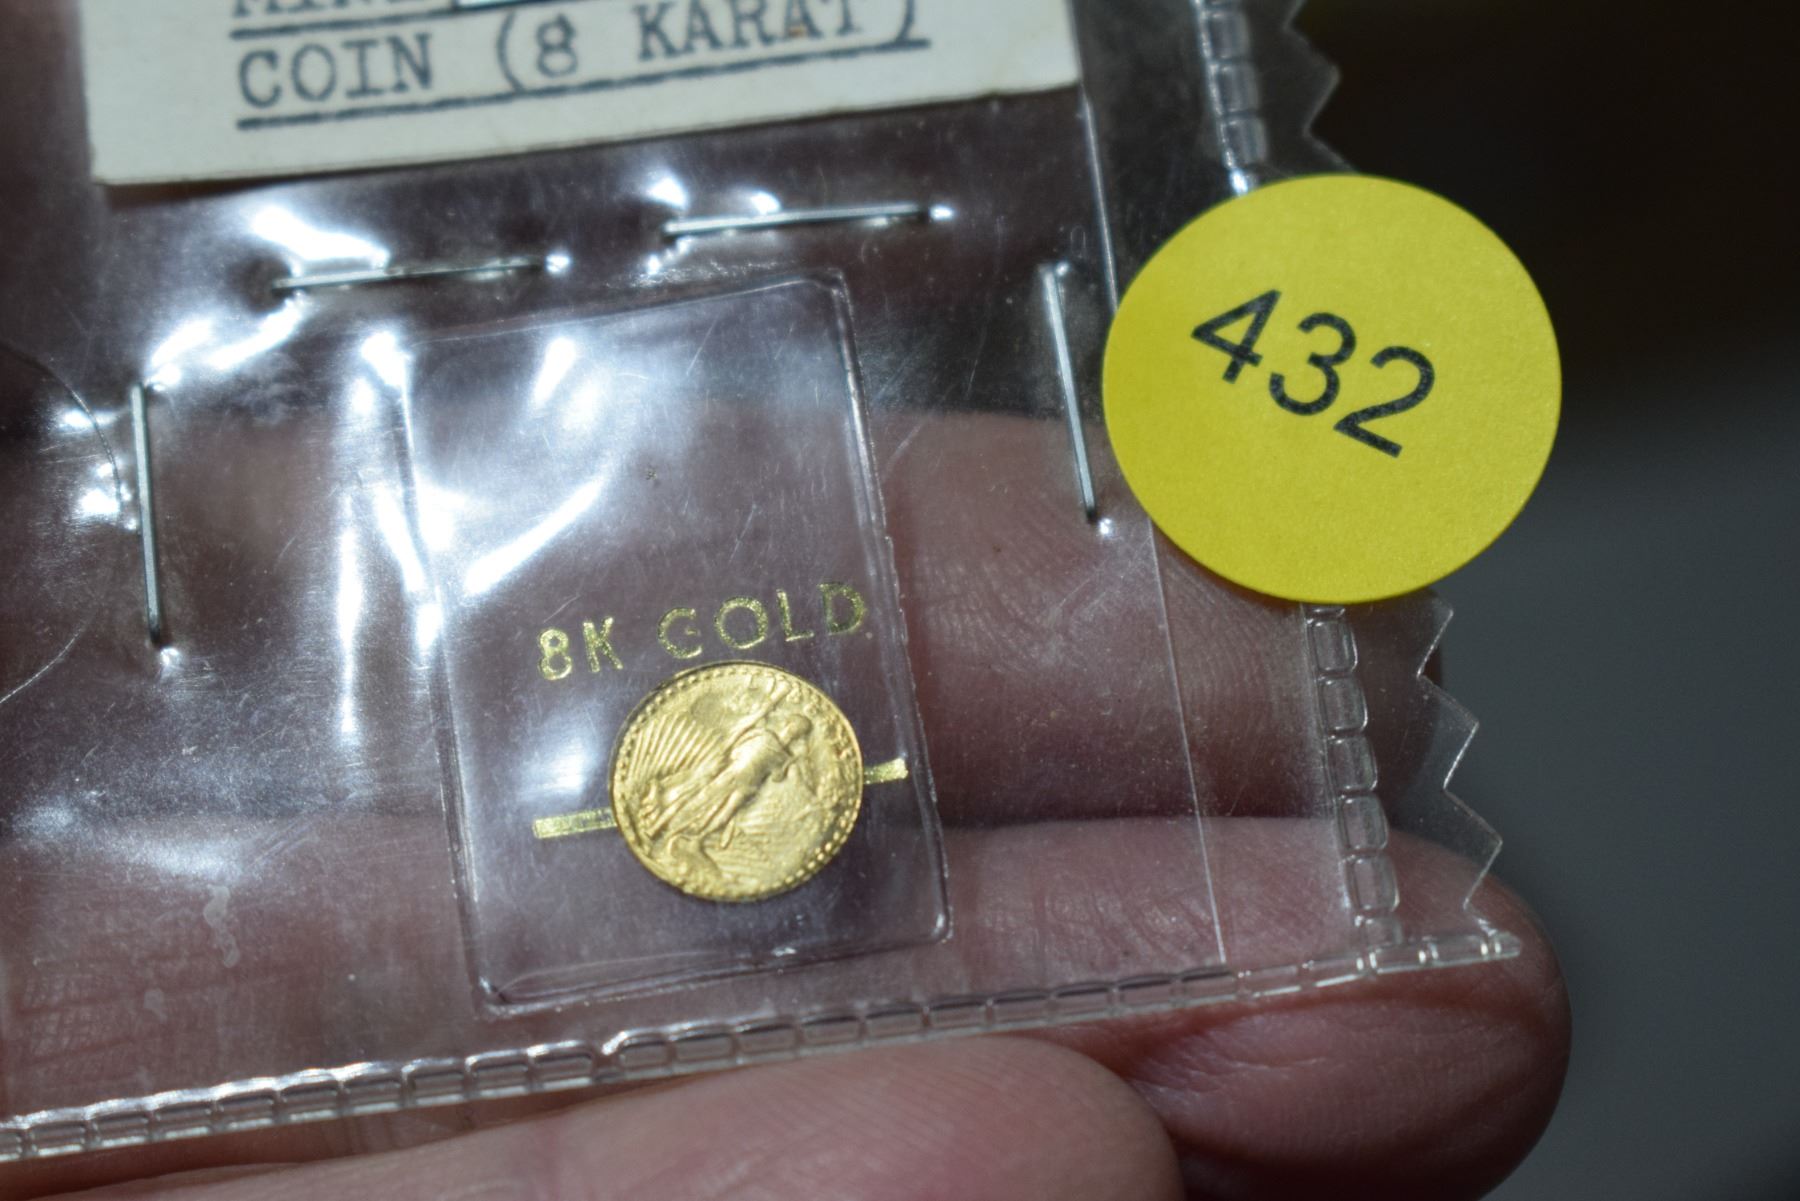 COIN (8 KARAT)
432
8K GOLD